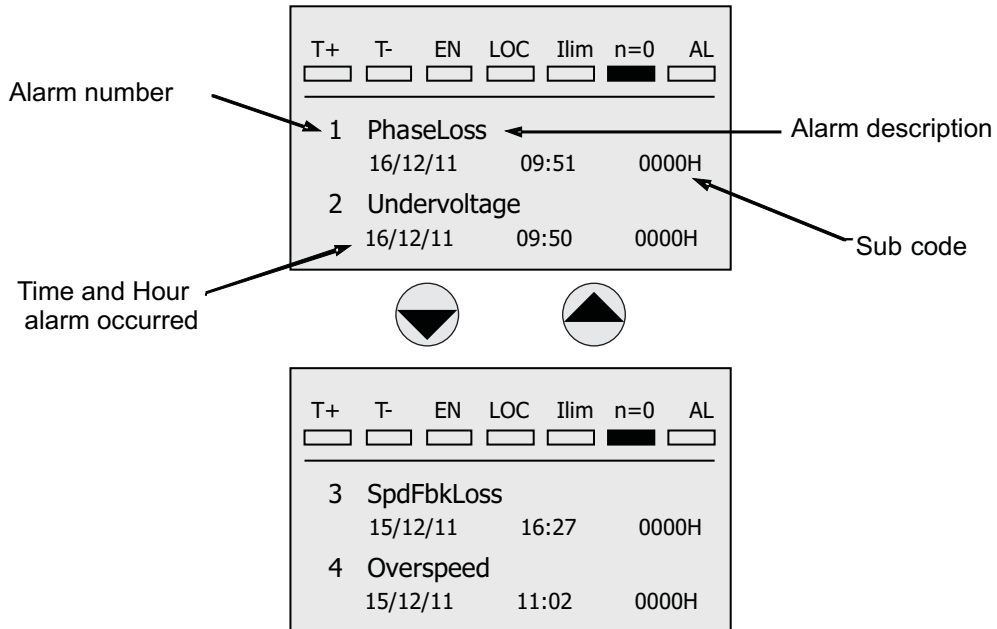 T+ T- EN LOC Ilim n=0 AL
Alarm number
1 PhaseLoss
Alarm description
16/12/11 09:51 0000H
2 Undervoltage
16/12/11 09:50 0000H
Sub code
Time and Hour
alarm occurred
T+ T- EN LOC Ilim n=0 AL
3 SpdFbkLoss
15/12/11 16:27 0000H
4 Overspeed
15/12/11 11:02 0000H